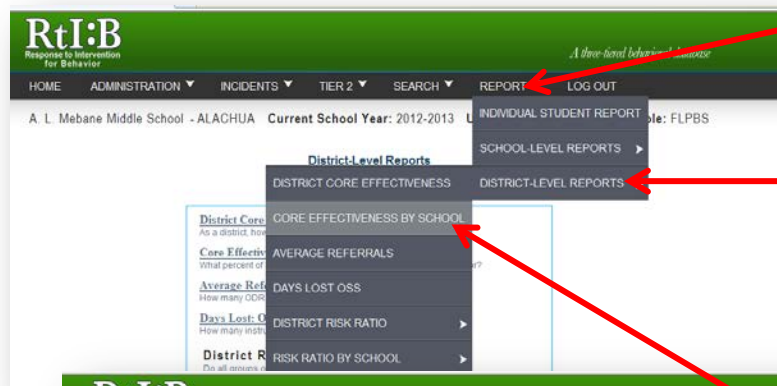 RtI:B
Response to Intervention
for Behavior
A three-tiered behavioral database
HOME ADMINISTRATION INCIDENTS TIER 2 SEARCH REPORT LOG OUT
A. L. Mebane Middle School - ALACHUA Current School Year: 2012-2013 U ole: FLPBS
INDIVIDUAL STUDENT REPORT
SCHOOL-LEVEL REPORTS
DISTRICT-LEVEL REPORTS
District-Level Reports
DISTRICT CORE EFFECTIVENESS
CORE EFFECTIVENESS BY SCHOOL
AVERAGE REFERRALS
DAYS LOST OSS
DISTRICT RISK RATIO
RISK RATIO BY SCHOOL
District Core
As a district, how
Core Effectiv
What percent of r?
Average Refe
How many ODR
Days Lost: O
How many instru
District R
Do all groups o